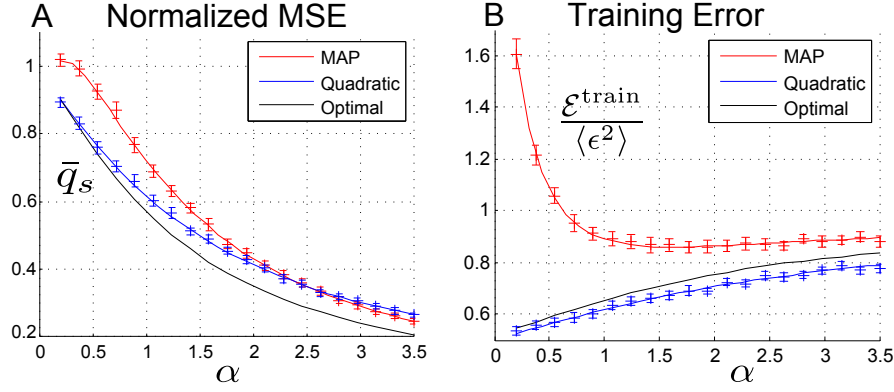 A Normalized MSE
MAP
Quadratic
Optimal
q̄s
1
0.8
0.6
0.4
0.2
0 0.5 1 1.5 2 2.5 3 3.5
α
B Training Error
MAP
Quadratic
Optimal
ℰ^train
⟨ϵ²⟩
1.6
1.4
1.2
1
0.8
0.6
0 0.5 1 1.5 2 2.5 3 3.5
α